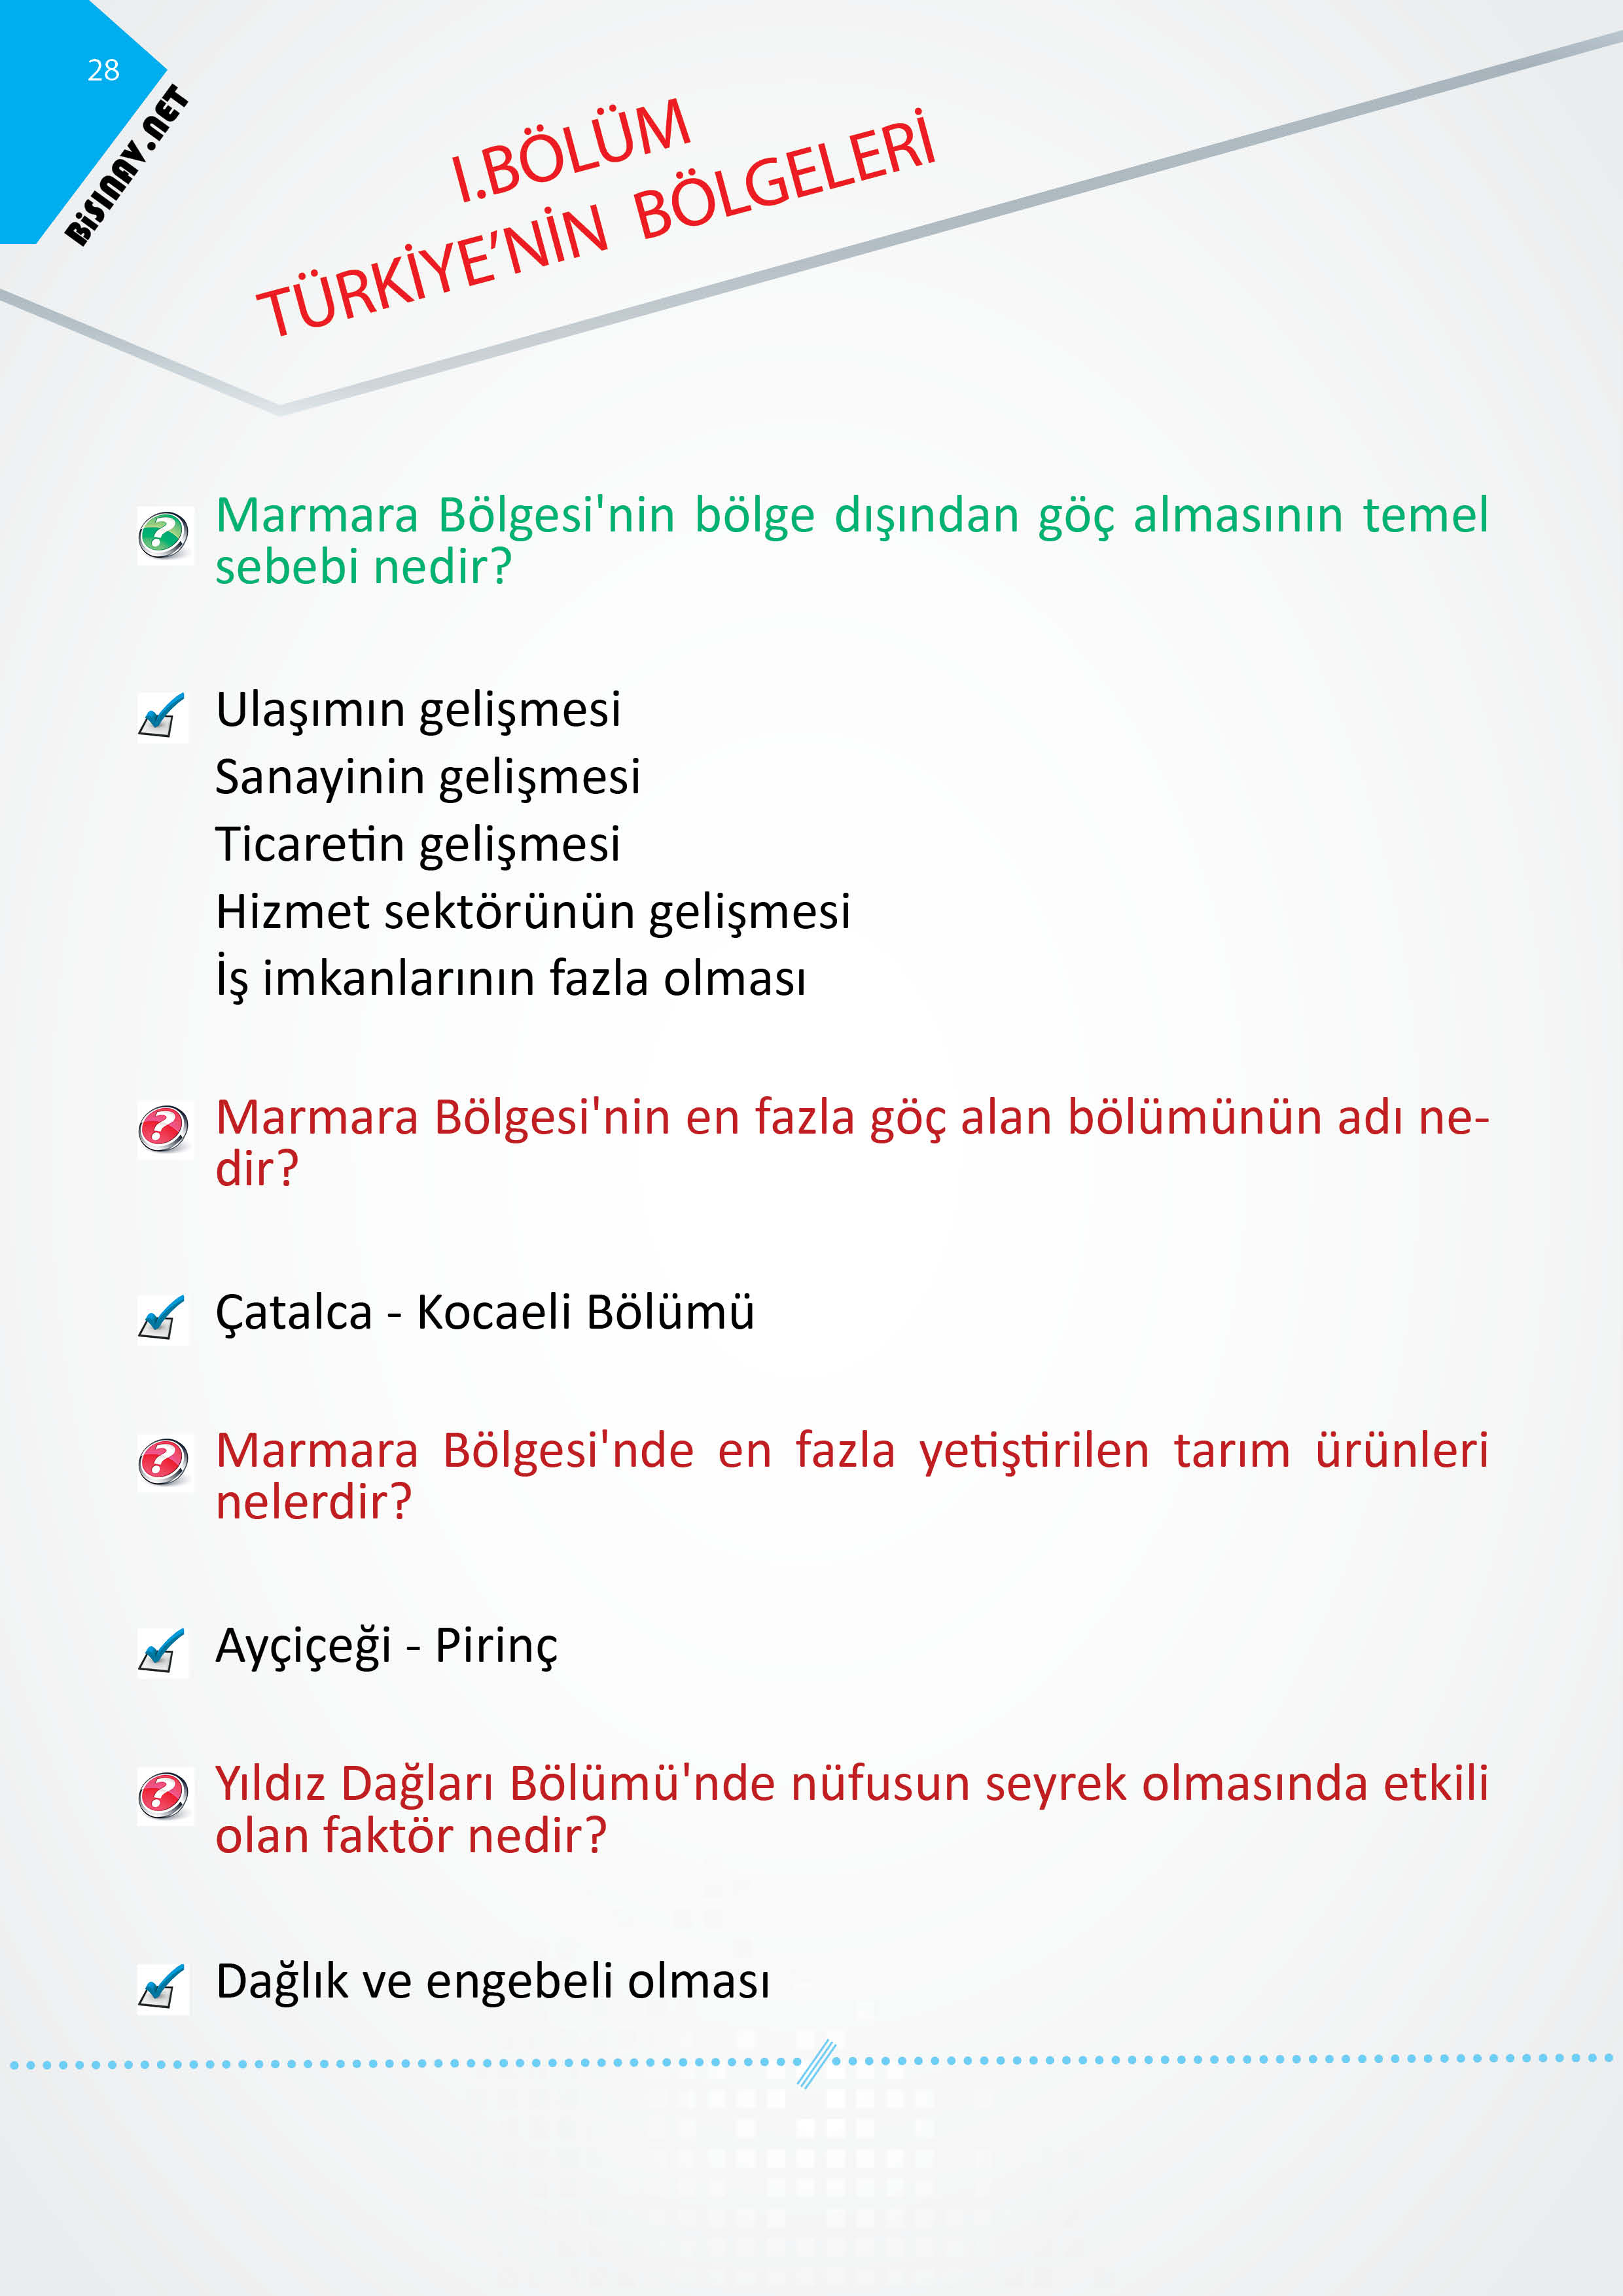 28
BiSINAV.NET
I.BÖLÜM
TÜRKİYE’NİN BÖLGELERİ
Marmara Bölgesi'nin bölge dışından göç almasının temel
sebebi nedir?
Ulaşımın gelişmesi
Sanayinin gelişmesi
Ticaretin gelişmesi
Hizmet sektörünün gelişmesi
İş imkanlarının fazla olması
Marmara Bölgesi'nin en fazla göç alan bölümünün adı ne-
dir?
Çatalca - Kocaeli Bölümü
Marmara Bölgesi'nde en fazla yetiştirilen tarım ürünleri
nelerdir?
Ayçiçeği - Pirinç
Yıldız Dağları Bölümü'nde nüfusun seyrek olmasında etkili
olan faktör nedir?
Dağlık ve engebeli olması